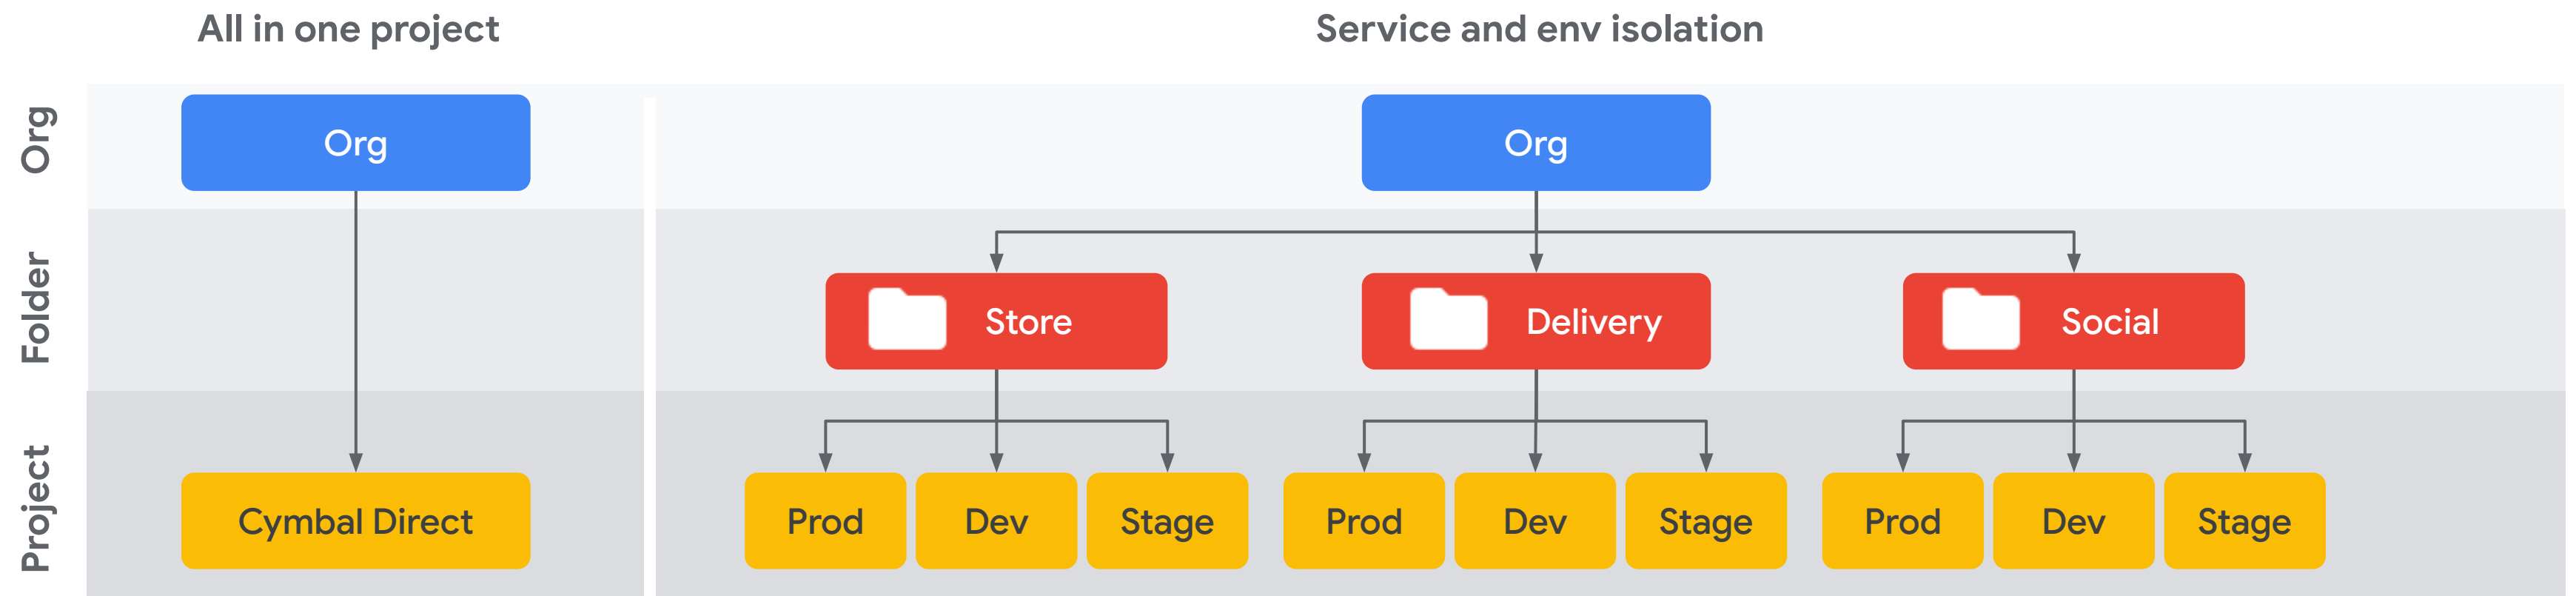 All in one project
Service and env isolation
Org
Org
Org
Folder
Store
Delivery
Social
Project
Cymbal Direct
Prod
Dev
Stage
Prod
Dev
Stage
Prod
Dev
Stage